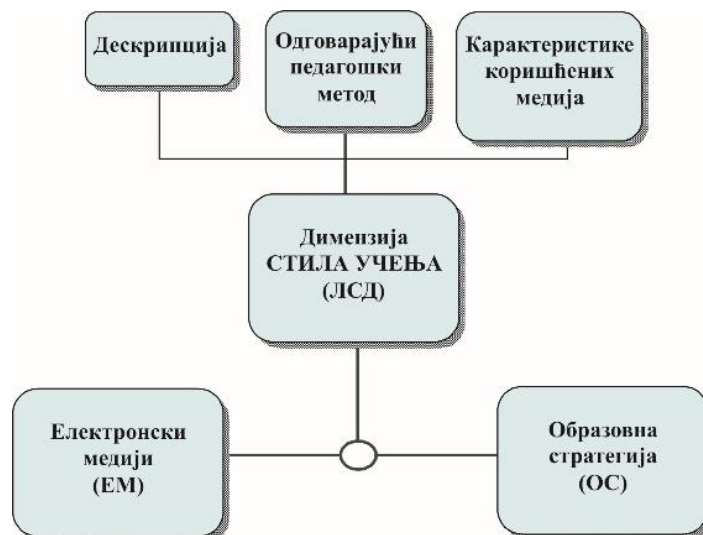 Дескрипција
Одговарајући
педагошки
метод
Карактеристике
коришћених
медија
Димензија
СТИЛА УЧЕЊА
(ЛСД)
Електронски
медији
(ЕМ)
Образовна
стратегија
(ОС)